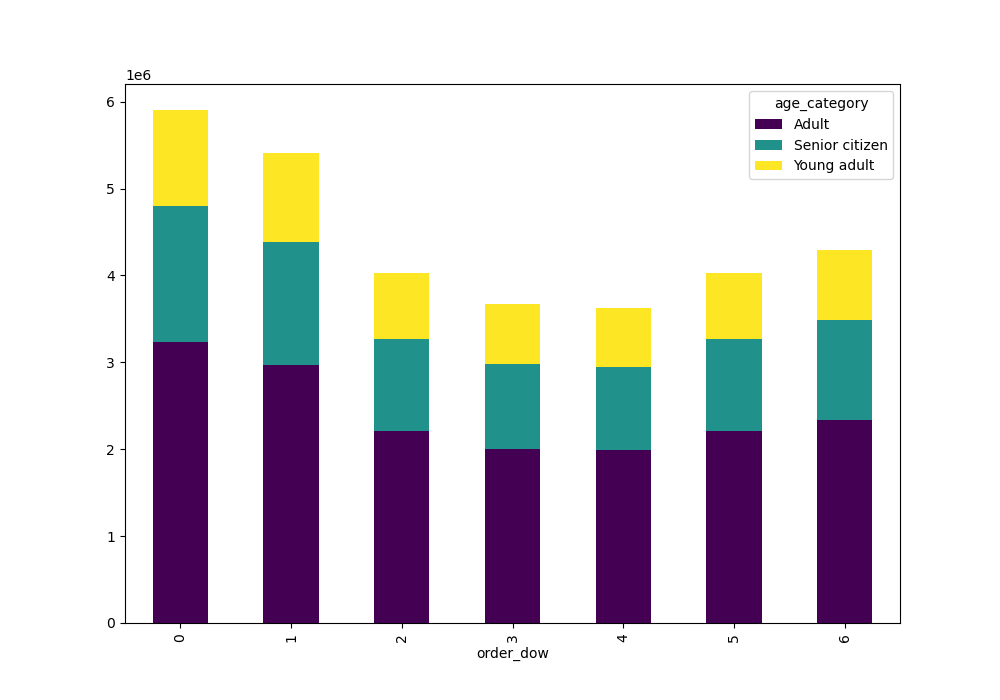 1e6
6
5
4
3
2
1
0
age_category
Adult
Senior citizen
Young adult
0 1 2 3 4 5 6
order_dow